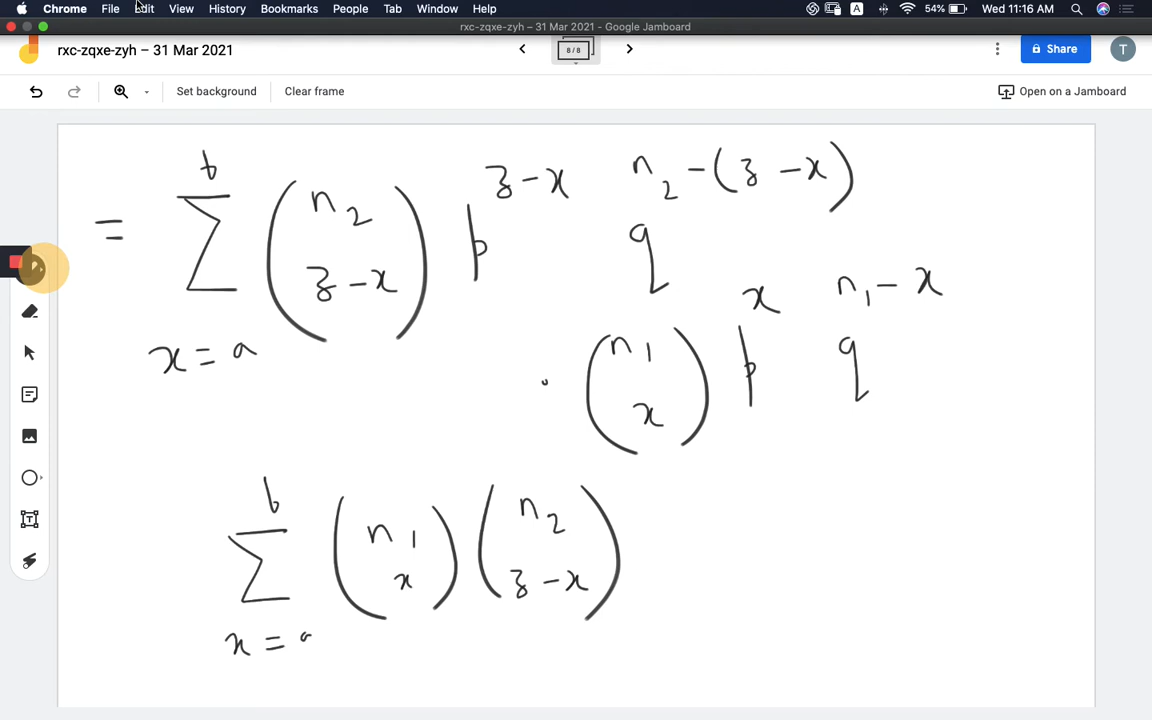 Chrome File Edit View History Bookmarks People Tab Window Help A 54% Wed 11:16 AM
rxc-zqxe-zyh – 31 Mar 2021 - Google Jamboard
rxc-zqxe-zyh – 31 Mar 2021 8/8 Share T
Set background Clear frame Open on a Jamboard
b
= ∑ (n₂ z-x) p^(z-x) q^(n₂-(z-x))
x = a
· (n₁ x) p^x q^(n₁-x)
b
∑ (n₁ x) (n₂ z-x)
x = a